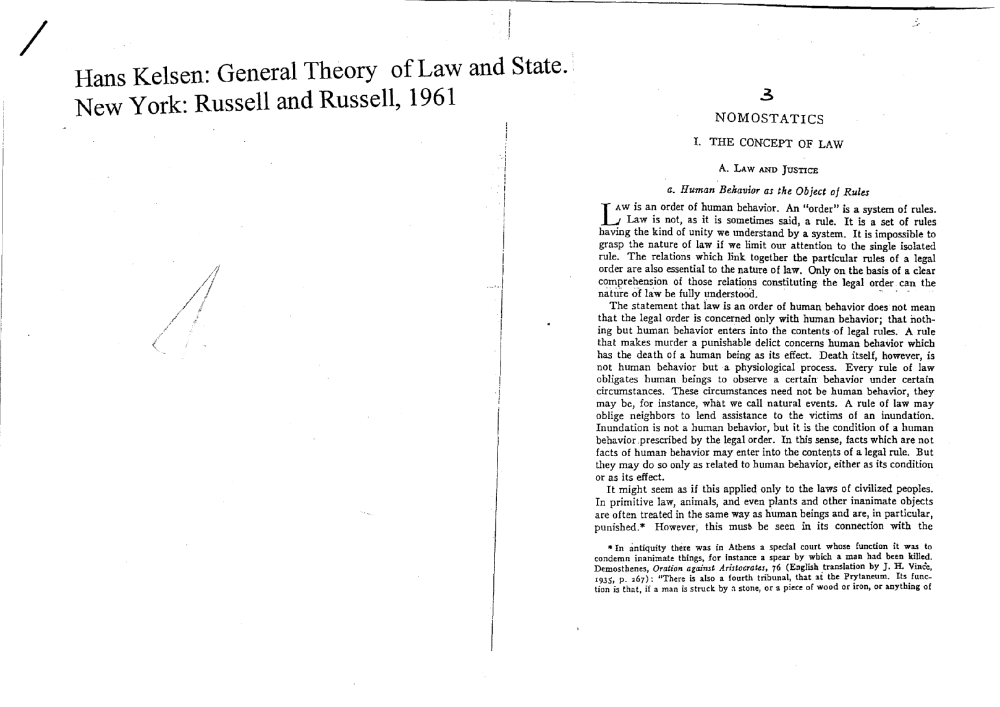 Hans Kelsen: General Theory of Law and State.
New York: Russell and Russell, 1961
3
NOMOSTATICS
I. THE CONCEPT OF LAW
A. LAW AND JUSTICE
a. Human Behavior as the Object of Rules
LAW is an order of human behavior. An “order” is a system of rules.
Law is not, as it is sometimes said, a rule. It is a set of rules
having the kind of unity we understand by a system. It is impossible to
grasp the nature of law if we limit our attention to the single isolated
rule. The relations which link together the particular rules of a legal
order are also essential to the nature of law. Only on the basis of a clear
comprehension of those relations constituting the legal order can the
nature of law be fully understood.
The statement that law is an order of human behavior does not mean
that the legal order is concerned only with human behavior; that noth-
ing but human behavior enters into the contents of legal rules. A rule
that makes murder a punishable delict concerns human behavior which
has the death of a human being as its effect. Death itself, however, is
not human behavior but a physiological process. Every rule of law
obligates human beings to observe a certain behavior under certain
circumstances. These circumstances need not be human behavior, they
may be, for instance, what we call natural events. A rule of law may
oblige neighbors to lend assistance to the victims of an inundation.
Inundation is not a human behavior, but it is the condition of a human
behavior prescribed by the legal order. In this sense, facts which are not
facts of human behavior may enter into the contents of a legal rule. But
they may do so only as related to human behavior, either as its condition
or as its effect.
It might seem as if this applied only to the laws of civilized peoples.
In primitive law, animals, and even plants and other inanimate objects
are often treated in the same way as human beings and are, in particular,
punished.* However, this must be seen in its connection with the
* In antiquity there was in Athens a special court whose function it was to
condemn inanimate things, for instance a spear by which a man had been killed.
Demosthenes, Oration against Aristocrates, 76 (English translation by J. H. Vince,
1935, p. 267): “There is also a fourth tribunal, that at the Prytaneum. Its func-
tion is that, if a man is struck by a stone, or a piece of wood or iron, or anything of